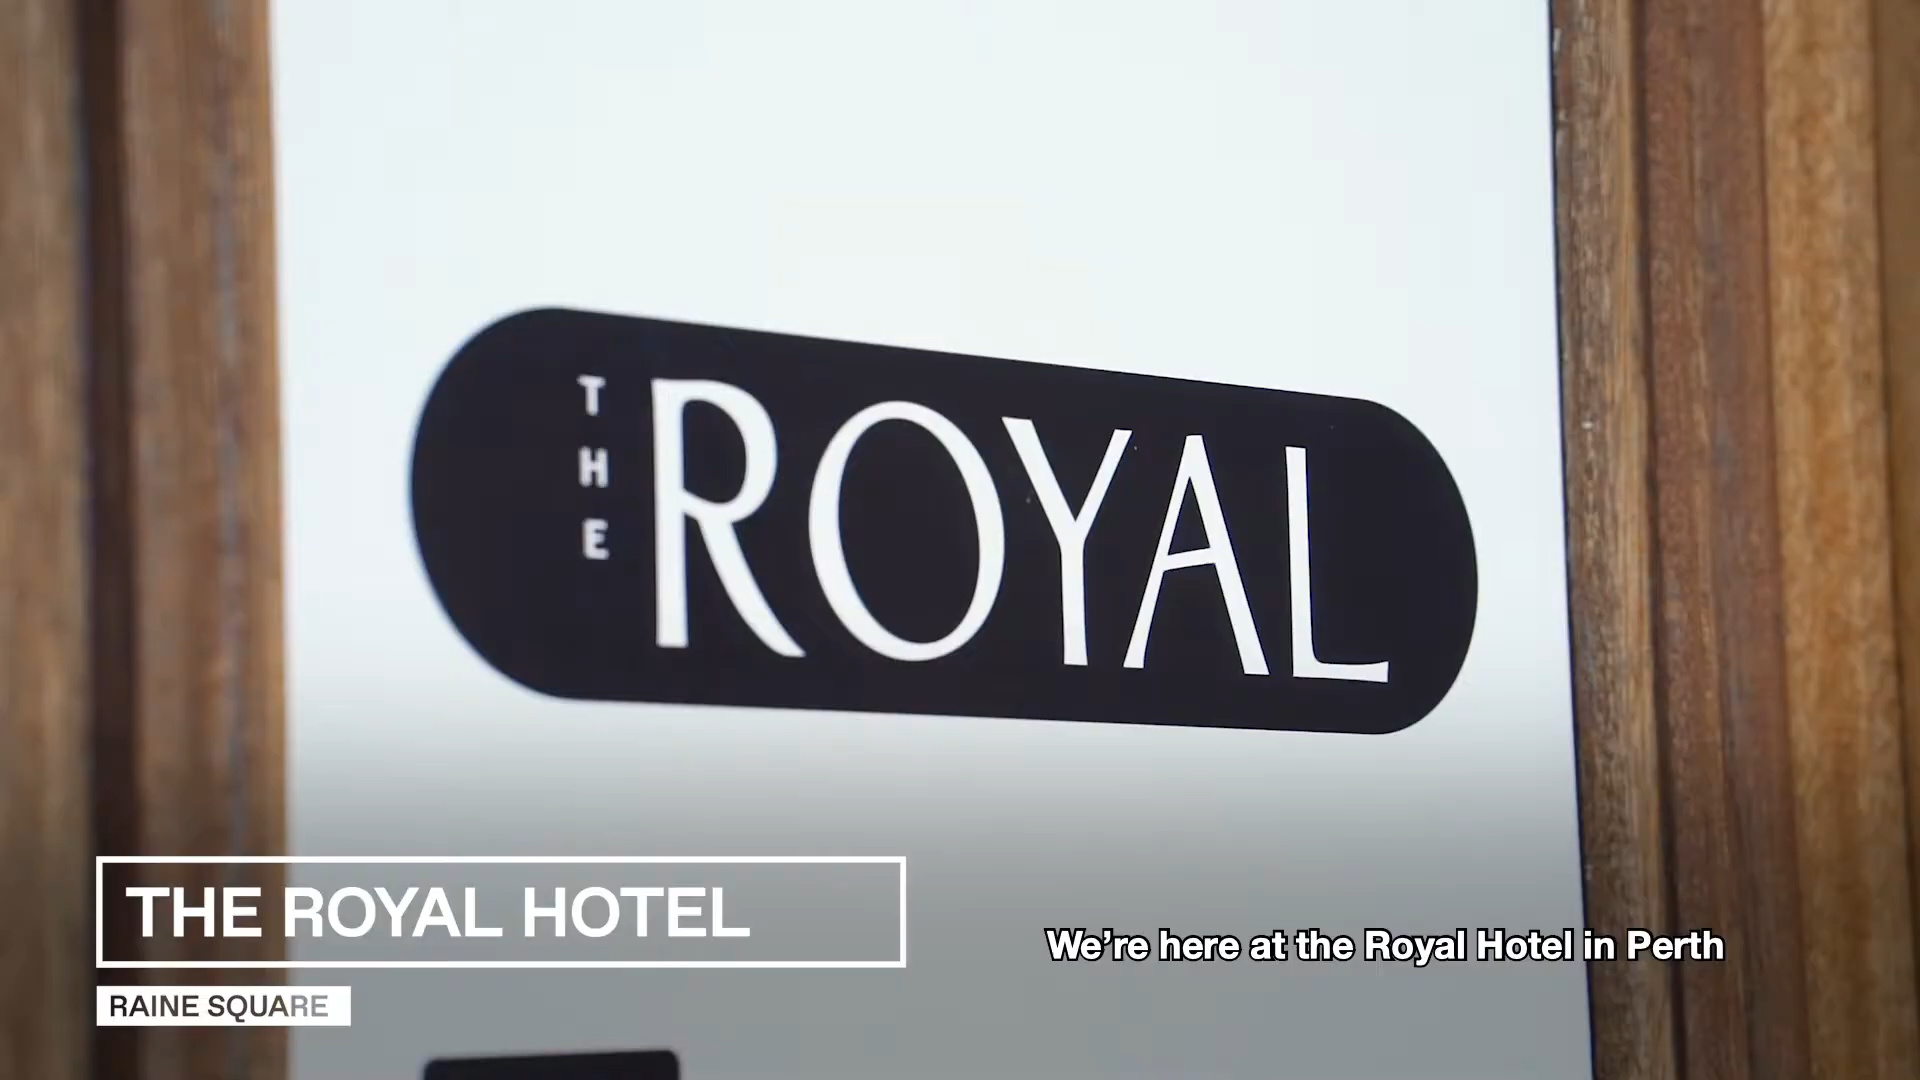 THE
ROYAL
THE ROYAL HOTEL
We're here at the Royal Hotel in Perth
RAINE SQUARE